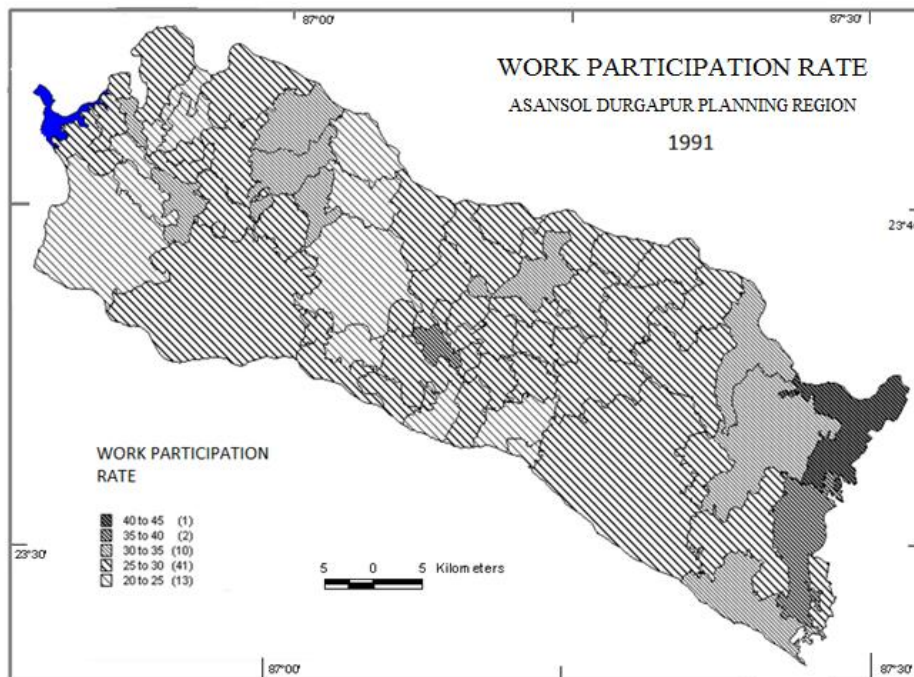 87°00'
87°30'
WORK PARTICIPATION RATE
ASANSOL DURGAPUR PLANNING REGION
1991
23°4
WORK PARTICIPATION
RATE
40 to 45 (1)
35 to 40 (2)
30 to 35 (10)
25 to 30 (41)
20 to 25 (13)
23°30'
5 0 5 Kilometers
87°00'
87°30'